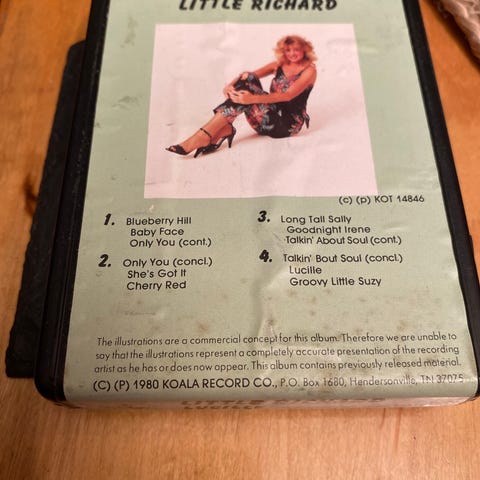 LITTLE RICHARD
(c) (p) KOT 14846
1. Blueberry Hill
Baby Face
Only You (cont.)
2. Only You (concl.)
She's Got It
Cherry Red
3. Long Tall Sally
Goodnight Irene
Talkin' About Soul (cont.)
4. Talkin' Bout Soul (concl.)
Lucille
Groovy Little Suzy
The illustrations are a commercial concept for this album. Therefore we are unable to
say that the illustrations represent a completely accurate presentation of the recording
artist as he has or does now appear. This album contains previously released material.
(C) (P) 1980 KOALA RECORD CO., P.O. Box 1680, Hendersonville, TN 37075
LITTLE
LUCILLE